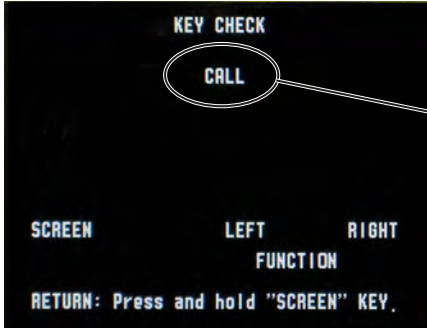 KEY CHECK
CALL
SCREEN LEFT RIGHT
FUNCTION
RETURN: Press and hold "SCREEN" KEY.